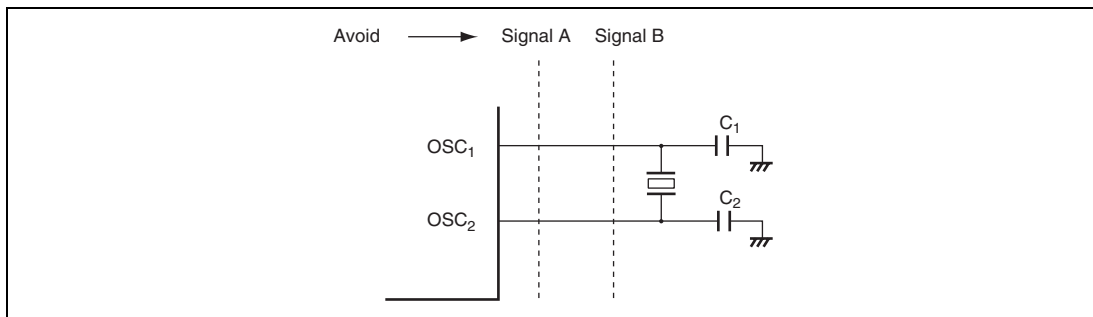 Avoid Signal A Signal B
OSC₁
C₁
OSC₂
C₂